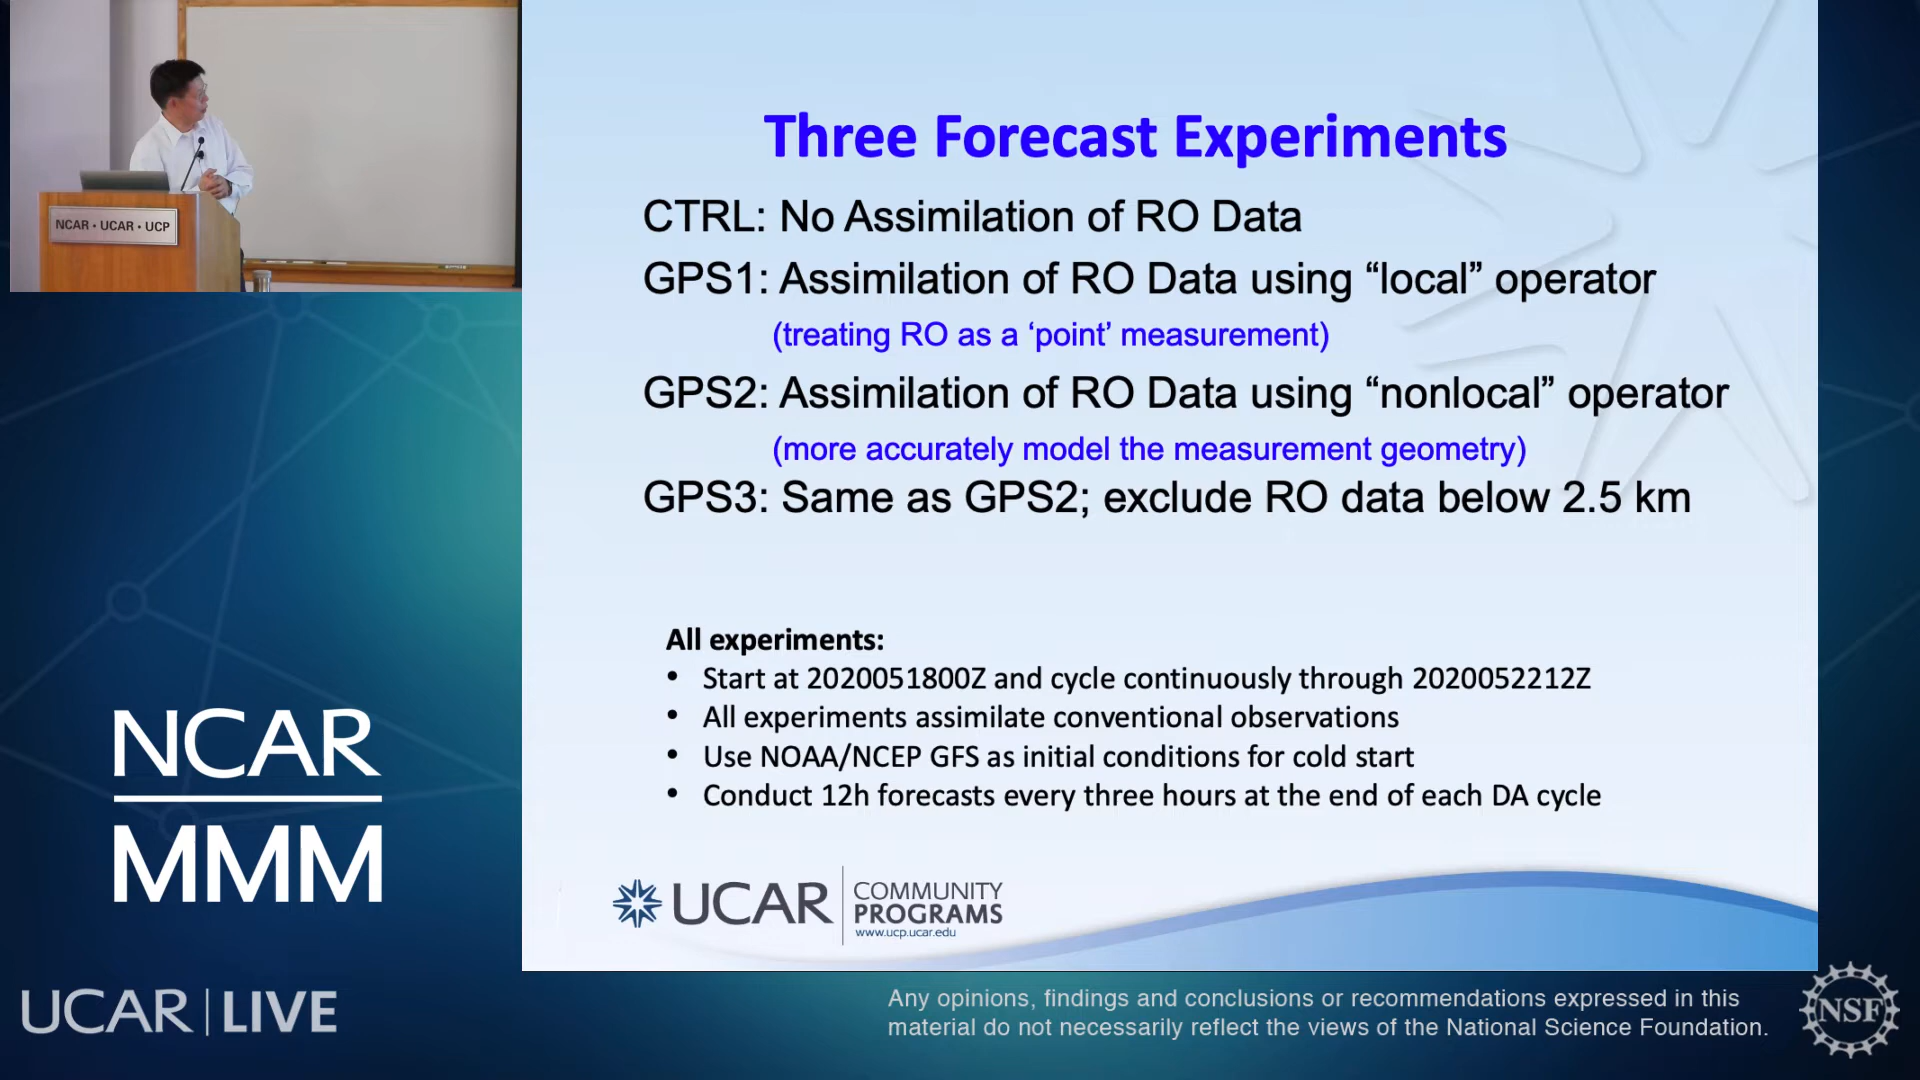 NCAR • UCAR • UCP
Three Forecast Experiments
CTRL: No Assimilation of RO Data
GPS1: Assimilation of RO Data using “local” operator
(treating RO as a ‘point’ measurement)
GPS2: Assimilation of RO Data using “nonlocal” operator
(more accurately model the measurement geometry)
GPS3: Same as GPS2; exclude RO data below 2.5 km
All experiments:
• Start at 2020051800Z and cycle continuously through 2020052212Z
• All experiments assimilate conventional observations
• Use NOAA/NCEP GFS as initial conditions for cold start
• Conduct 12h forecasts every three hours at the end of each DA cycle
UCAR
COMMUNITY
PROGRAMS
www.ucp.ucar.edu
NCAR
MMM
UCAR | LIVE
Any opinions, findings and conclusions or recommendations expressed in this
material do not necessarily reflect the views of the National Science Foundation.
NSF